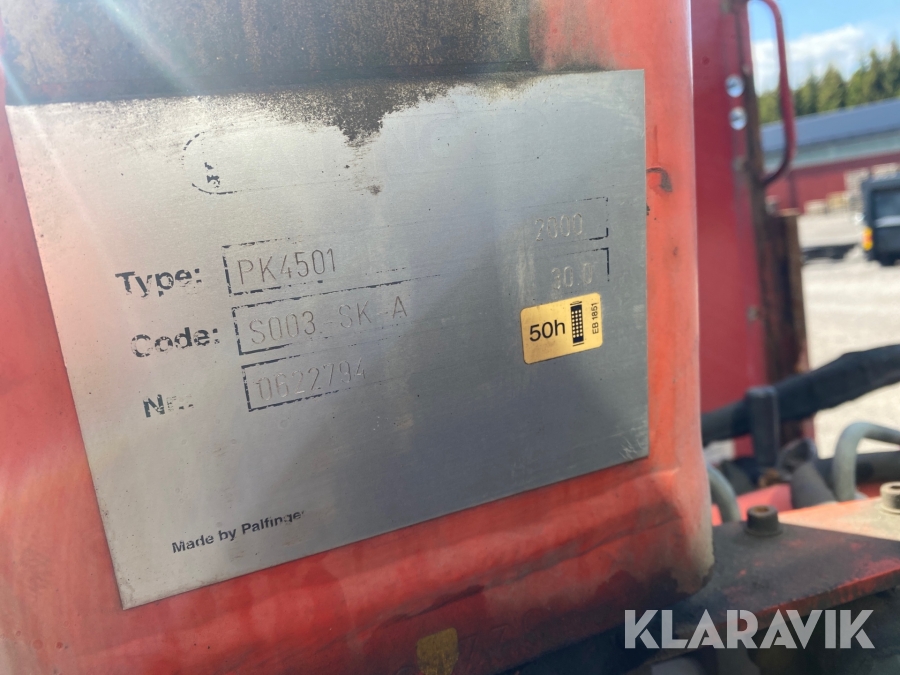 Type: PK4501 2000
Code: S003 SK-A 30.0
Nr.: 0622794
50h EB 1851
Made by Palfinger
KLARAVIK